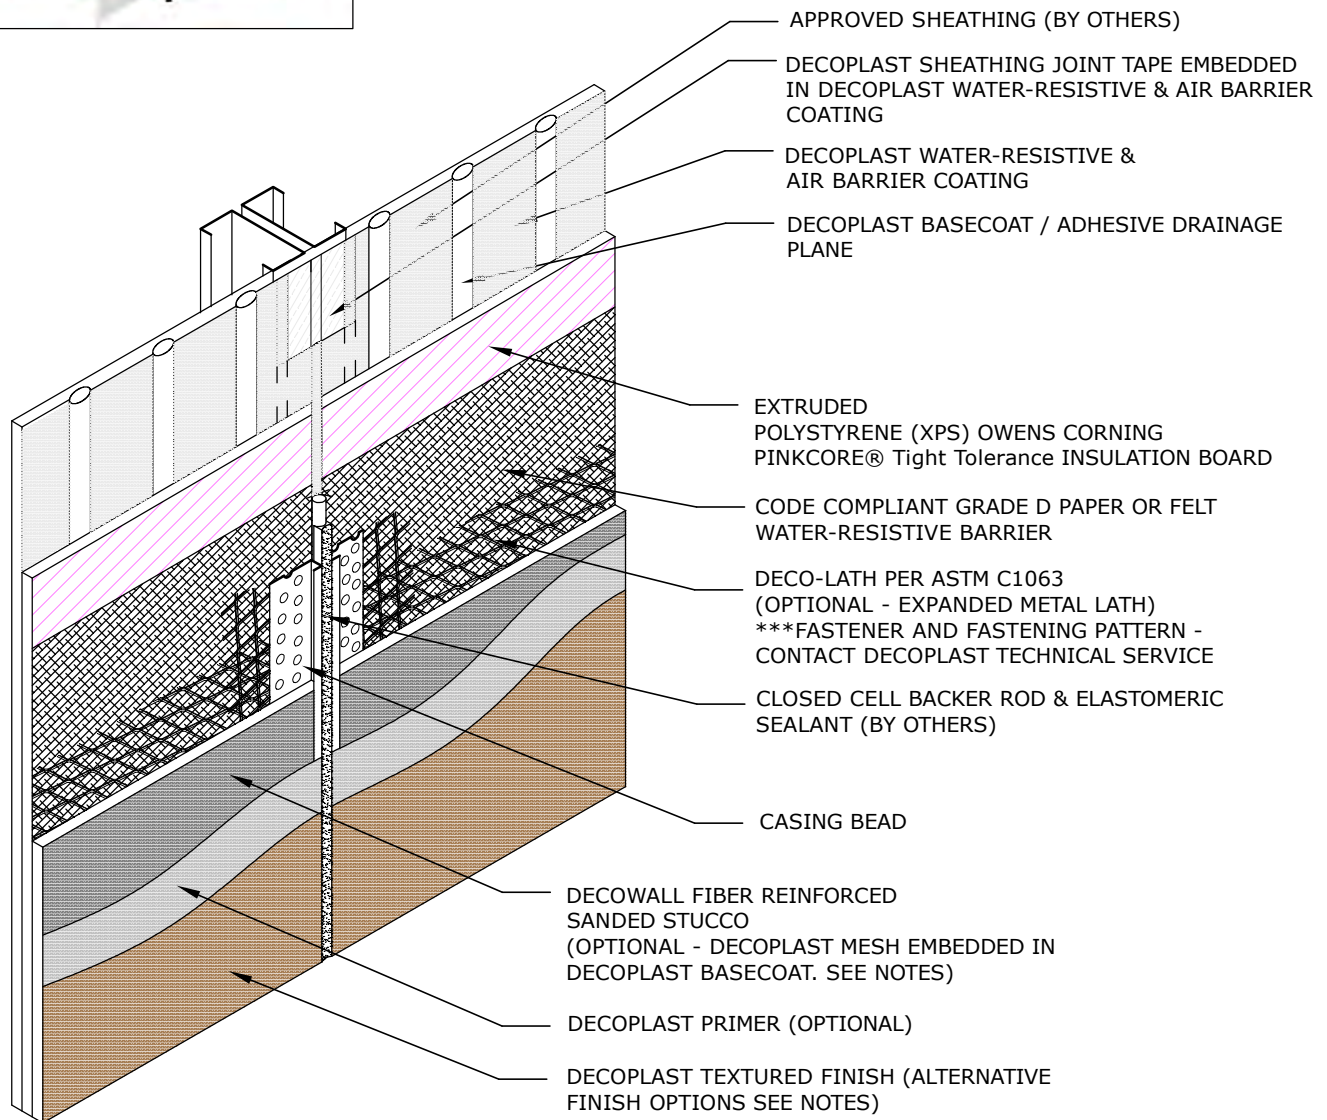 APPROVED SHEATHING (BY OTHERS)
DECOPLAST SHEATHING JOINT TAPE EMBEDDED
IN DECOPLAST WATER-RESISTIVE & AIR BARRIER
COATING
DECOPLAST WATER-RESISTIVE &
AIR BARRIER COATING
DECOPLAST BASECOAT / ADHESIVE DRAINAGE
PLANE
EXTRUDED
POLYSTYRENE (XPS) OWENS CORNING
PINKCORE® Tight Tolerance INSULATION BOARD
CODE COMPLIANT GRADE D PAPER OR FELT
WATER-RESISTIVE BARRIER
DECO-LATH PER ASTM C1063
(OPTIONAL - EXPANDED METAL LATH)
***FASTENER AND FASTENING PATTERN -
CONTACT DECOPLAST TECHNICAL SERVICE
CLOSED CELL BACKER ROD & ELASTOMERIC
SEALANT (BY OTHERS)
CASING BEAD
DECOWALL FIBER REINFORCED
SANDED STUCCO
(OPTIONAL - DECOPLAST MESH EMBEDDED IN
DECOPLAST BASECOAT. SEE NOTES)
DECOPLAST PRIMER (OPTIONAL)
DECOPLAST TEXTURED FINISH (ALTERNATIVE
FINISH OPTIONS SEE NOTES)